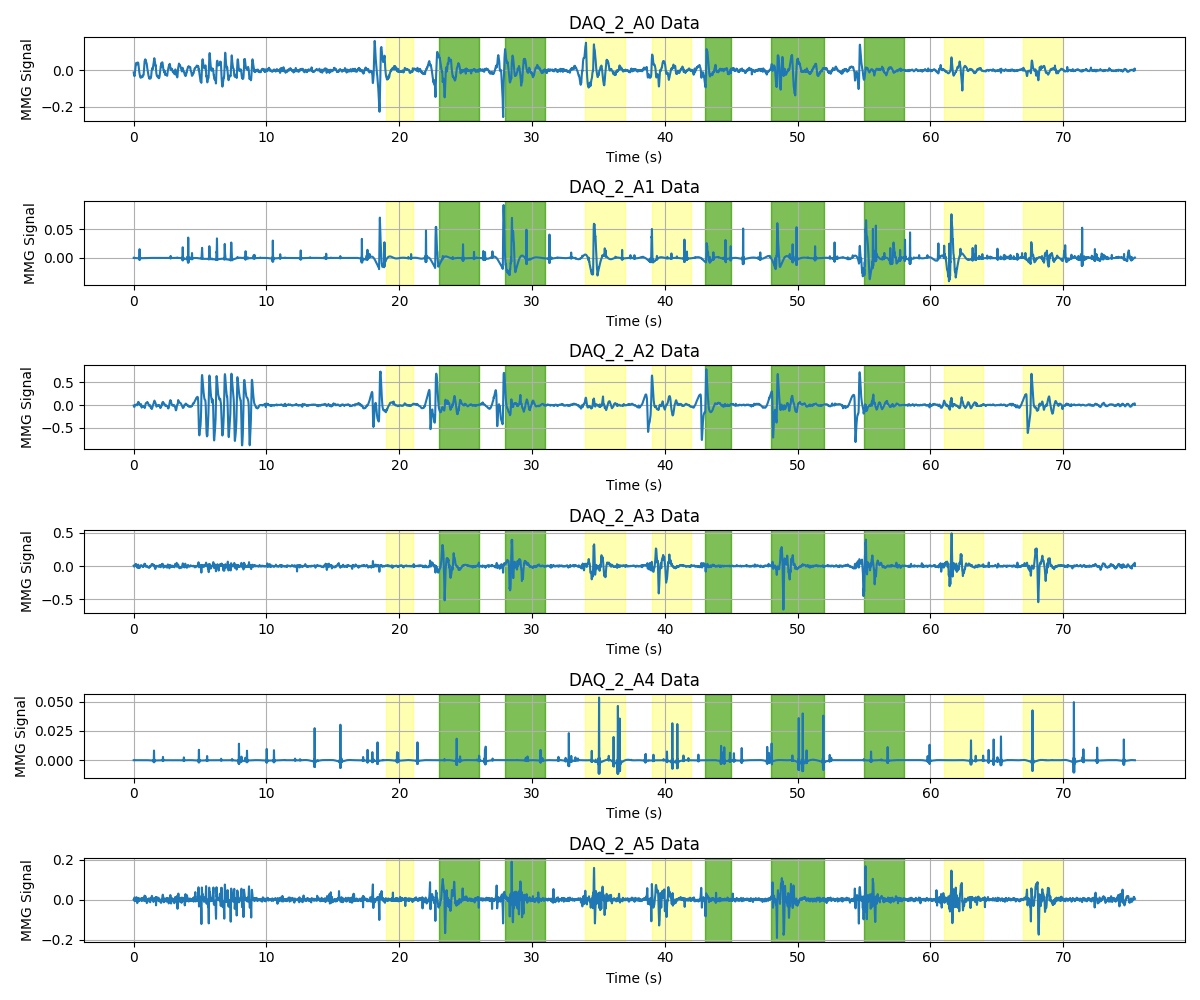 DAQ_2_A0 Data
MMG Signal
0.0
−0.2
0 10 20 30 40 50 60 70
Time (s)
DAQ_2_A1 Data
MMG Signal
0.05
0.00
0 10 20 30 40 50 60 70
Time (s)
DAQ_2_A2 Data
MMG Signal
0.5
0.0
−0.5
0 10 20 30 40 50 60 70
Time (s)
DAQ_2_A3 Data
MMG Signal
0.5
0.0
−0.5
0 10 20 30 40 50 60 70
Time (s)
DAQ_2_A4 Data
MMG Signal
0.050
0.025
0.000
0 10 20 30 40 50 60 70
Time (s)
DAQ_2_A5 Data
MMG Signal
0.2
0.0
−0.2
0 10 20 30 40 50 60 70
Time (s)